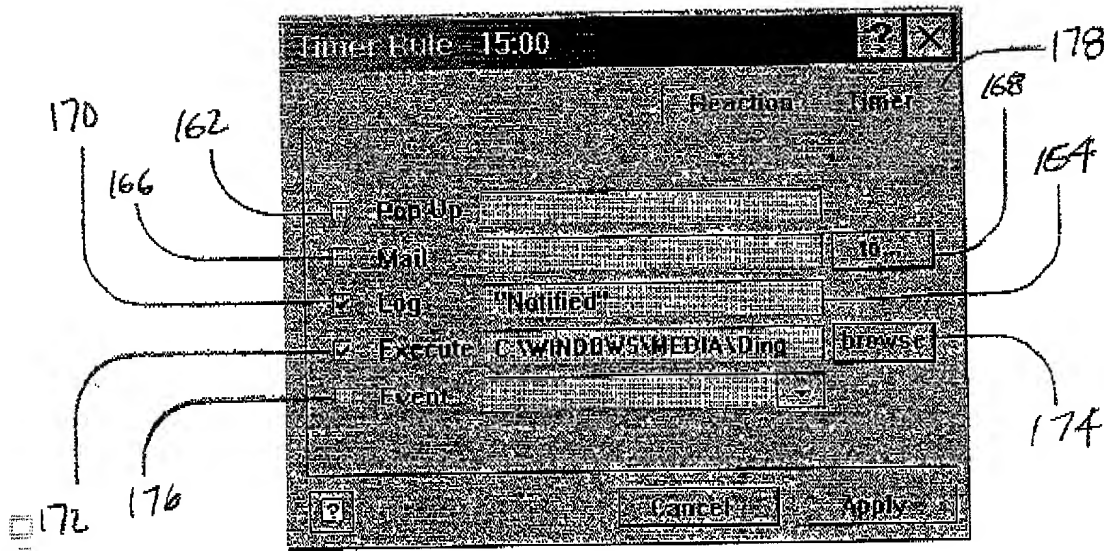 Timer Rule - 15:00
178
Reaction Timer
168
170
162
164
166
Pop-Up
Mail
to...
Log
"Notified"
Execute
C:\WINDOWS\MEDIA\Ding
browse
Event
174
172
176
Cancel
Apply